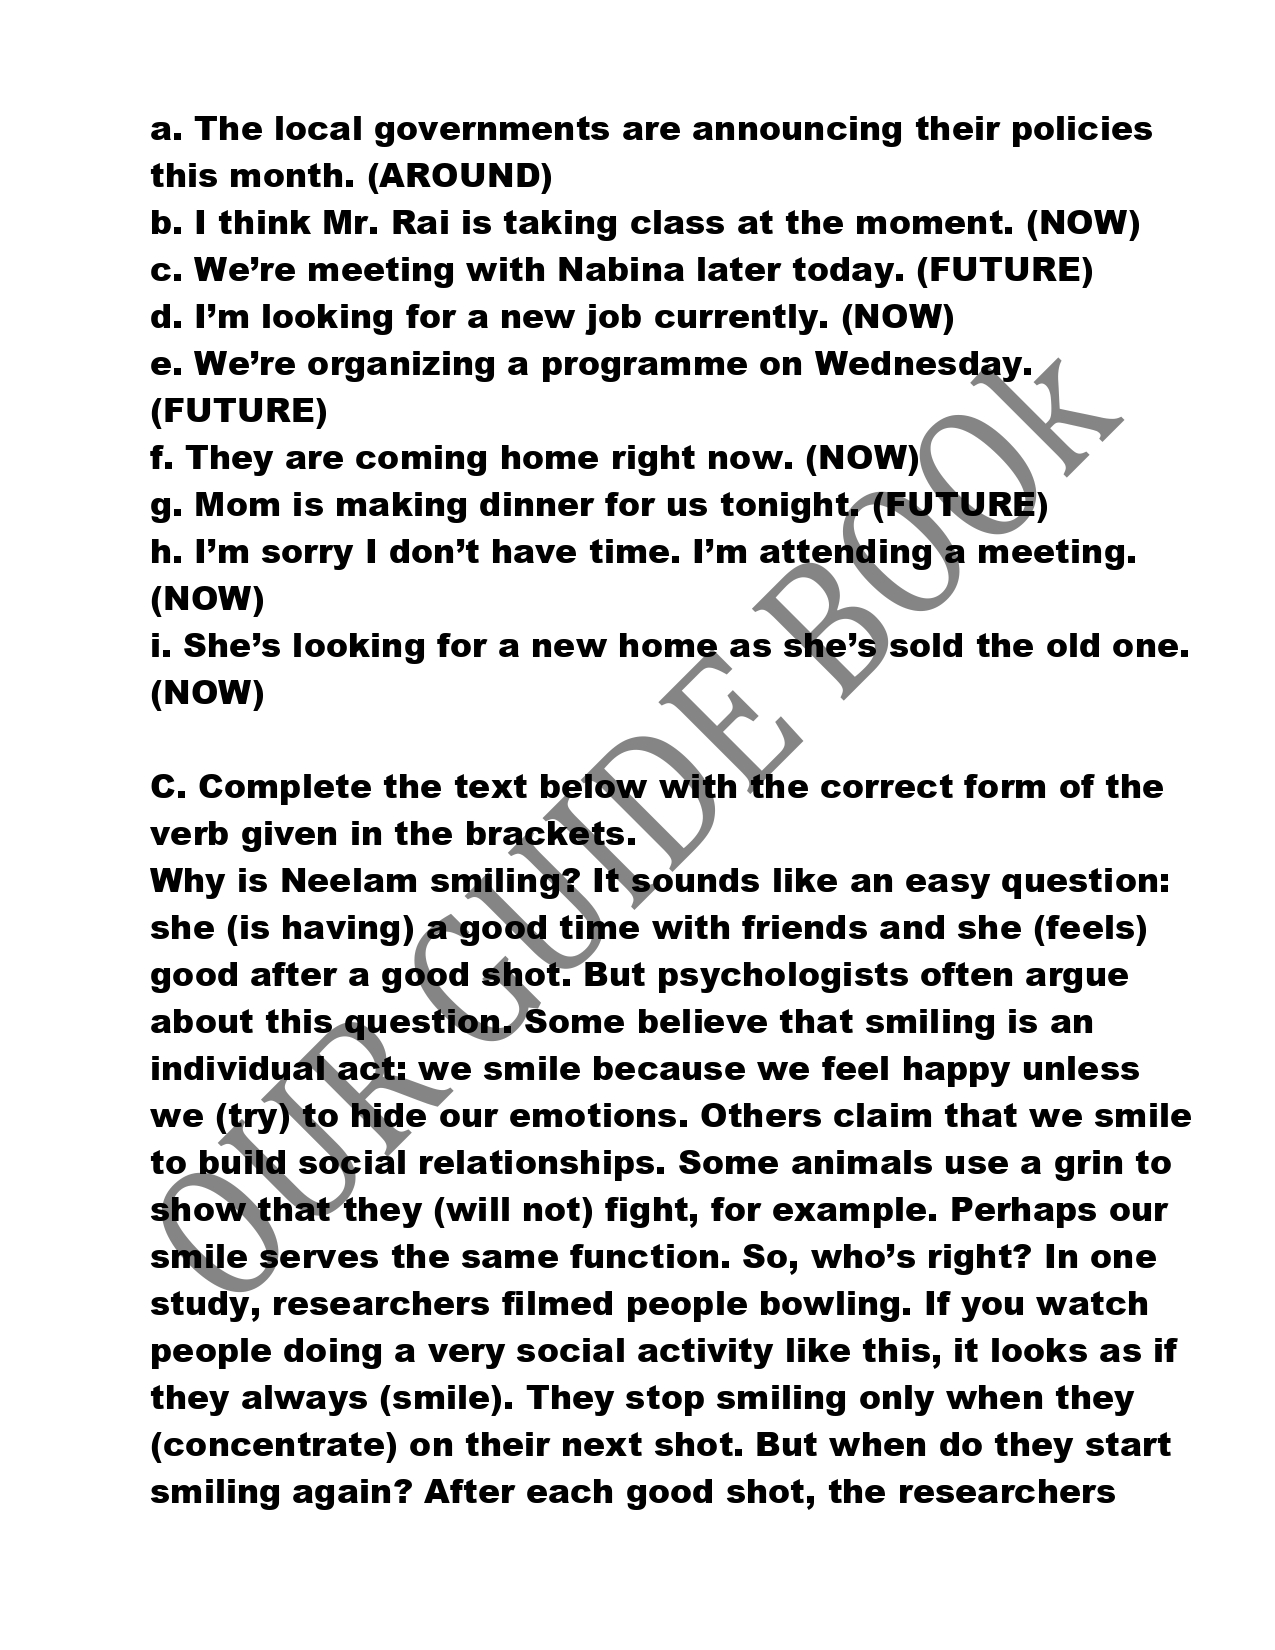 a. The local governments are announcing their policies
this month. (AROUND)
b. I think Mr. Rai is taking class at the moment. (NOW)
c. We’re meeting with Nabina later today. (FUTURE)
d. I’m looking for a new job currently. (NOW)
e. We’re organizing a programme on Wednesday.
(FUTURE)
f. They are coming home right now. (NOW)
g. Mom is making dinner for us tonight. (FUTURE)
h. I’m sorry I don’t have time. I’m attending a meeting.
(NOW)
i. She’s looking for a new home as she’s sold the old one.
(NOW)
C. Complete the text below with the correct form of the
verb given in the brackets.
Why is Neelam smiling? It sounds like an easy question:
she (is having) a good time with friends and she (feels)
good after a good shot. But psychologists often argue
about this question. Some believe that smiling is an
individual act: we smile because we feel happy unless
we (try) to hide our emotions. Others claim that we smile
to build social relationships. Some animals use a grin to
show that they (will not) fight, for example. Perhaps our
smile serves the same function. So, who’s right? In one
study, researchers filmed people bowling. If you watch
people doing a very social activity like this, it looks as if
they always (smile). They stop smiling only when they
(concentrate) on their next shot. But when do they start
smiling again? After each good shot, the researchers
OUR GUIDE BOOk